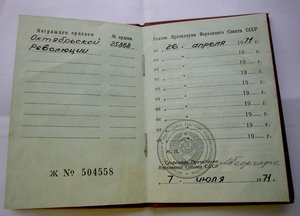 Награжден орденом
№ ордена
Октябрьской
25868
Революции
Ж № 504558
Указом Президиума Верховного Совета СССР
от 26 апреля 1971 г.
от 19 г.
от 19 г.
от 19 г.
от 19 г.
от 19 г.
от 19 г.
от 19 г.
М. П.
Секретарь Президиума
Верховного Совета СССР
7 июля 1971 г.